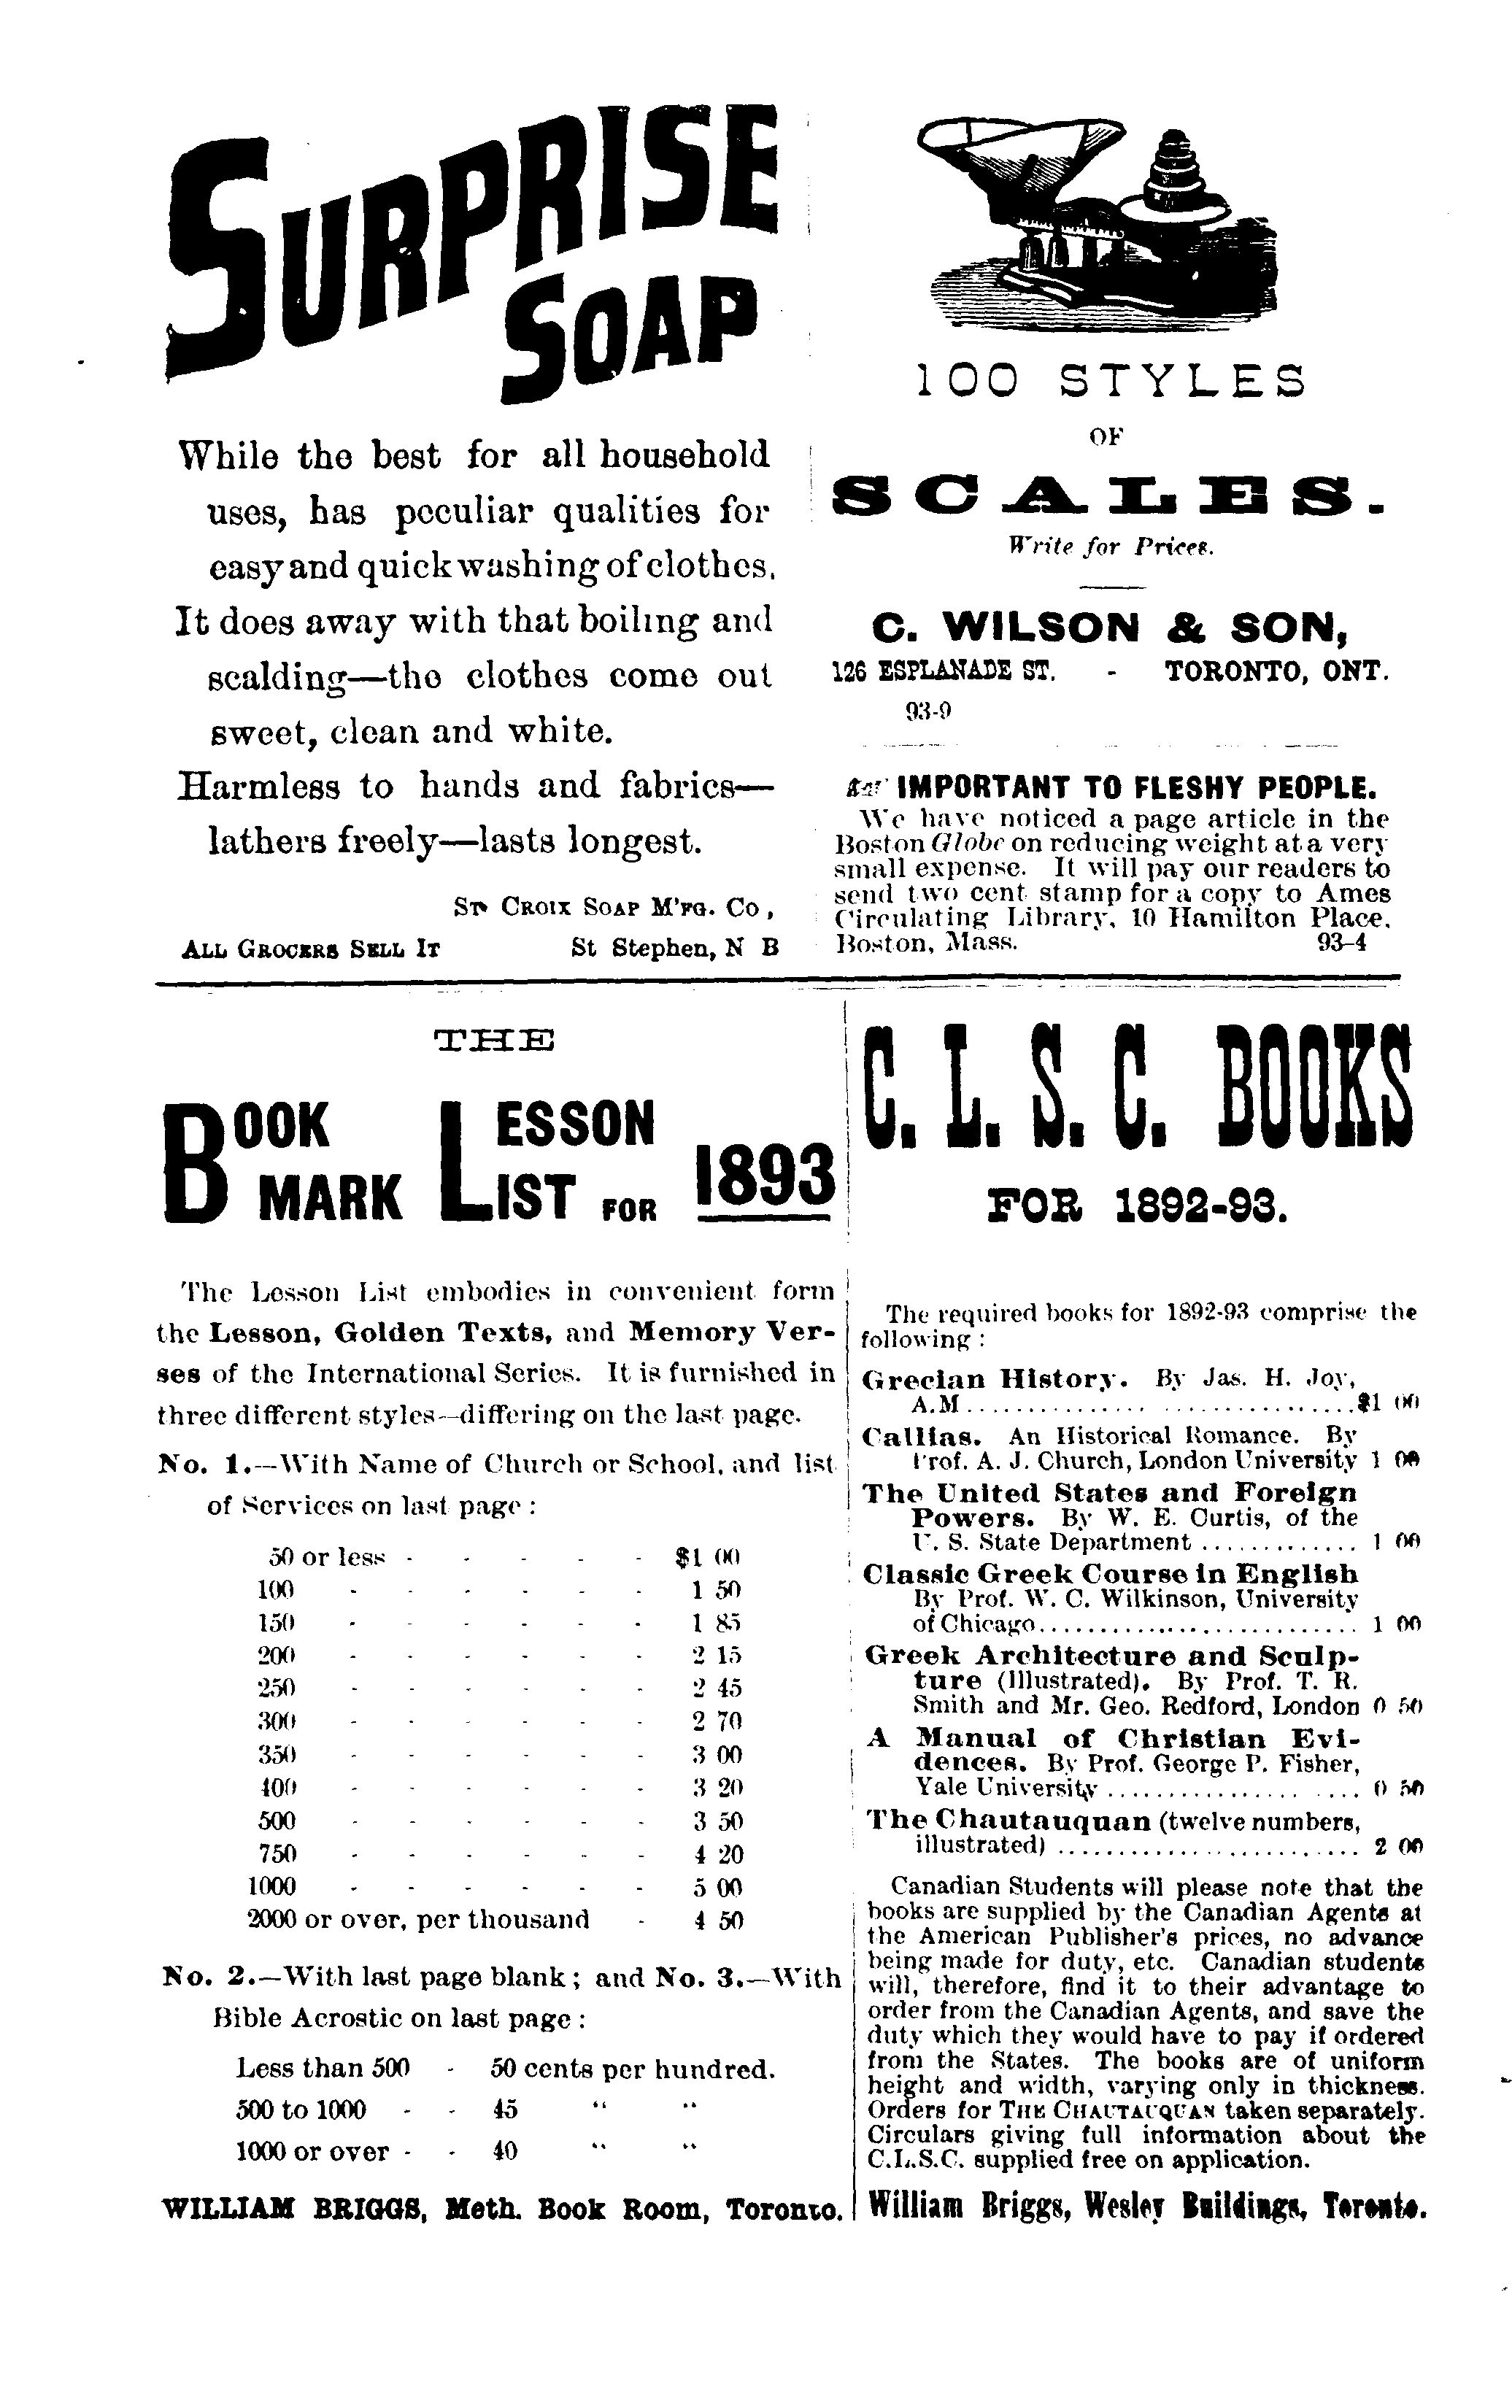 SURPRISE
SOAP
While the best for all household
uses, has peculiar qualities for
easy and quick washing of clothes.
It does away with that boiling and
scalding—the clothes come out
sweet, clean and white.
Harmless to hands and fabrics—
lathers freely—lasts longest.
St. Croix Soap M'fg. Co,
All Grocers Sell It St Stephen, N B
100 STYLES
OF
SCALES.
Write for Prices.
C. WILSON & SON,
126 ESPLANADE ST. - TORONTO, ONT.
93-9
IMPORTANT TO FLESHY PEOPLE.
We have noticed a page article in the
Boston Globe on reducing weight at a very
small expense. It will pay our readers to
send two cent stamp for a copy to Ames
Circulating Library, 10 Hamilton Place,
Boston, Mass. 93-4
THE
BOOK MARK LESSON LIST FOR 1893
The Lesson List embodies in convenient form
the Lesson, Golden Texts, and Memory Ver-
ses of the International Series. It is furnished in
three different styles—differing on the last page.
No. 1.—With Name of Church or School, and list
of Services on last page:
50 or less - - - - - $1 00
100 - - - - - - 1 50
150 - - - - - - 1 85
200 - - - - - - 2 15
250 - - - - - - 2 45
300 - - - - - - 2 70
350 - - - - - - 3 00
400 - - - - - - 3 20
500 - - - - - - 3 50
750 - - - - - - 4 20
1000 - - - - - - 5 00
2000 or over, per thousand - 4 50
No. 2.—With last page blank; and No. 3.—With
Bible Acrostic on last page:
Less than 500 - 50 cents per hundred.
500 to 1000 - - 45 " "
1000 or over - - 40 " "
WILLIAM BRIGGS, Meth. Book Room, Toronto.
C. L. S. C. BOOKS
FOR 1892-93.
The required books for 1892-93 comprise the
following:
Grecian History. By Jas. H. Joy,
A.M. $1 00
Callias. An Historical Romance. By
Prof. A. J. Church, London University 1 00
The United States and Foreign
Powers. By W. E. Curtis, of the
U. S. State Department 1 00
Classic Greek Course in English
By Prof. W. C. Wilkinson, University
of Chicago 1 00
Greek Architecture and Sculp-
ture (Illustrated). By Prof. T. R.
Smith and Mr. Geo. Redford, London 0 50
A Manual of Christian Evi-
dences. By Prof. George P. Fisher,
Yale University 0 50
The Chautauquan (twelve numbers,
illustrated) 2 00
Canadian Students will please note that the
books are supplied by the Canadian Agents at
the American Publisher's prices, no advance
being made for duty, etc. Canadian students
will, therefore, find it to their advantage to
order from the Canadian Agents, and save the
duty which they would have to pay if ordered
from the States. The books are of uniform
height and width, varying only in thickness.
Orders for THE CHAUTAUQUAN taken separately.
Circulars giving full information about the
C.L.S.C. supplied free on application.
William Briggs, Wesley Buildings, Toronto.